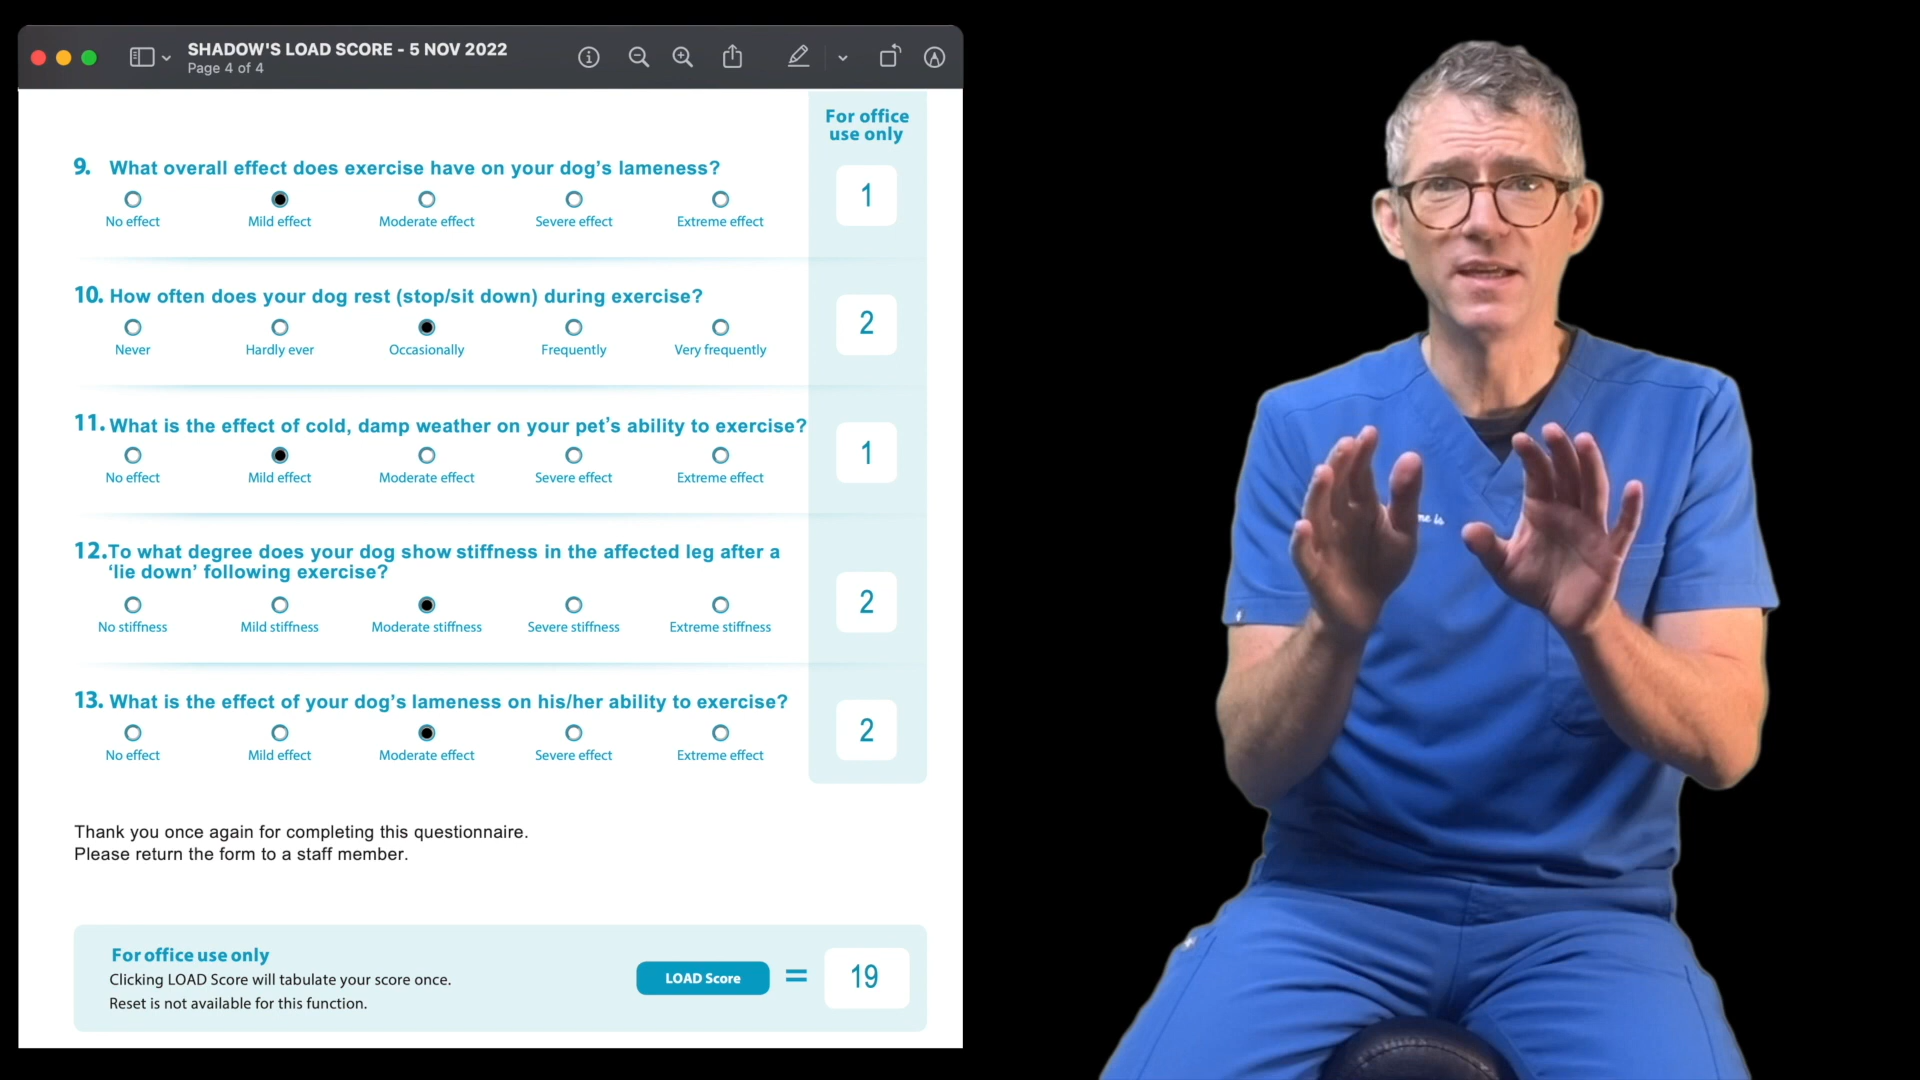 SHADOW'S LOAD SCORE - 5 NOV 2022
Page 4 of 4
For office
use only
9. What overall effect does exercise have on your dog's lameness?
No effect Mild effect Moderate effect Severe effect Extreme effect
1
10. How often does your dog rest (stop/sit down) during exercise?
Never Hardly ever Occasionally Frequently Very frequently
2
11. What is the effect of cold, damp weather on your pet's ability to exercise?
No effect Mild effect Moderate effect Severe effect Extreme effect
1
12. To what degree does your dog show stiffness in the affected leg after a
'lie down' following exercise?
No stiffness Mild stiffness Moderate stiffness Severe stiffness Extreme stiffness
2
13. What is the effect of your dog's lameness on his/her ability to exercise?
No effect Mild effect Moderate effect Severe effect Extreme effect
2
Thank you once again for completing this questionnaire.
Please return the form to a staff member.
For office use only
Clicking LOAD Score will tabulate your score once.
Reset is not available for this function.
LOAD Score = 19
is